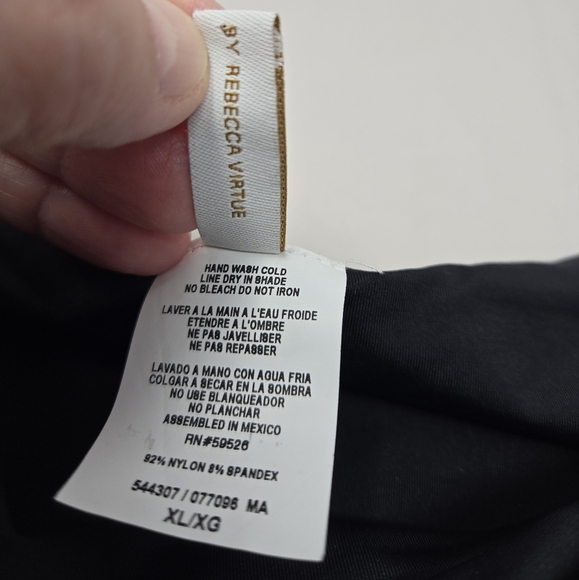 BY REBECCA VIRTUE
HAND WASH COLD
LINE DRY IN SHADE
NO BLEACH DO NOT IRON
LAVER A LA MAIN A L'EAU FROIDE
ETENDRE A L'OMBRE
NE PAS JAVELLISER
NE PAS REPASSER
LAVADO A MANO CON AGUA FRIA
COLGAR A SECAR EN LA SOMBRA
NO USE BLANQUEADOR
NO PLANCHAR
ASSEMBLED IN MEXICO
RN#59526
92% NYLON 8% SPANDEX
544307 / 077096 MA
XL/XG